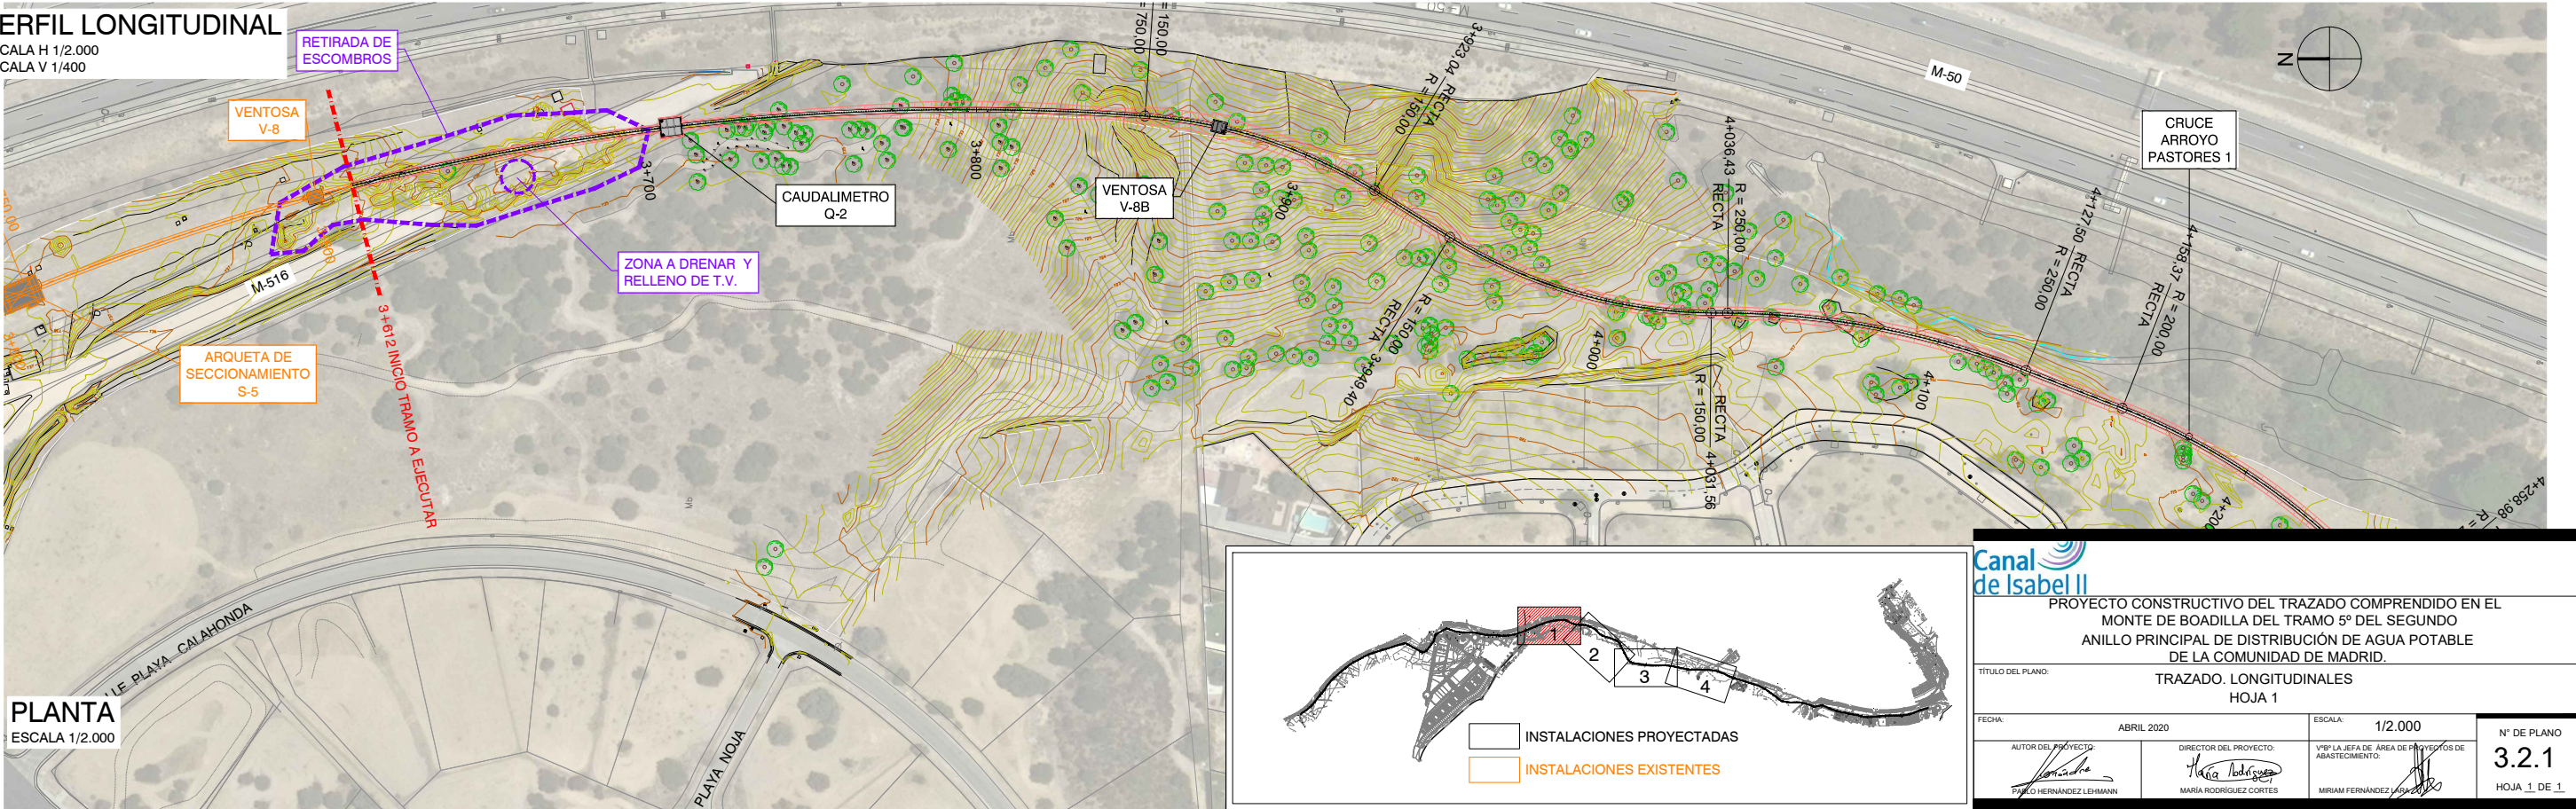 ERFIL LONGITUDINAL
CALA H 1/2.000
CALA V 1/400
RETIRADA DE
ESCOMBROS
VENTOSA
V-8
M-516
ARQUETA DE
SECCIONAMIENTO
S-5
3+612 INICIO TRAMO A EJECUTAR
3+700
ZONA A DRENAR Y
RELLENO DE T.V.
CAUDALIMETRO
Q-2
3+800
= 750,00
= 150,00
VENTOSA
V-8B
3+900
3+923,04 RECTA
R = 150,00
RECTA 3+949,40
R = 150,00
4+000
RECTA 4+031,56
R = 150,00
4+036,43 R = 250,00
RECTA
4+100
4+127,50 RECTA
R = 250,00
4+158,37 R = 200,00
RECTA
CRUCE
ARROYO
PASTORES 1
M-50
N
4+200
4+258,98
LLE PLAYA CALAHONDA
PLAYA NOJA
PLANTA
ESCALA 1/2.000
1
2
3
4
INSTALACIONES PROYECTADAS
INSTALACIONES EXISTENTES
Canal
de Isabel II
PROYECTO CONSTRUCTIVO DEL TRAZADO COMPRENDIDO EN EL
MONTE DE BOADILLA DEL TRAMO 5º DEL SEGUNDO
ANILLO PRINCIPAL DE DISTRIBUCIÓN DE AGUA POTABLE
DE LA COMUNIDAD DE MADRID.
TÍTULO DEL PLANO:
TRAZADO. LONGITUDINALES
HOJA 1
FECHA:
ABRIL 2020
ESCALA:
1/2.000
Nº DE PLANO
3.2.1
HOJA 1 DE 1
AUTOR DEL PROYECTO:
PABLO HERNÁNDEZ LEHMANN
DIRECTOR DEL PROYECTO:
María Rodríguez
MARÍA RODRÍGUEZ CORTES
VºBº LA JEFA DE ÁREA DE PROYECTOS DE
ABASTECIMIENTO:
MIRIAM FERNÁNDEZ LARA